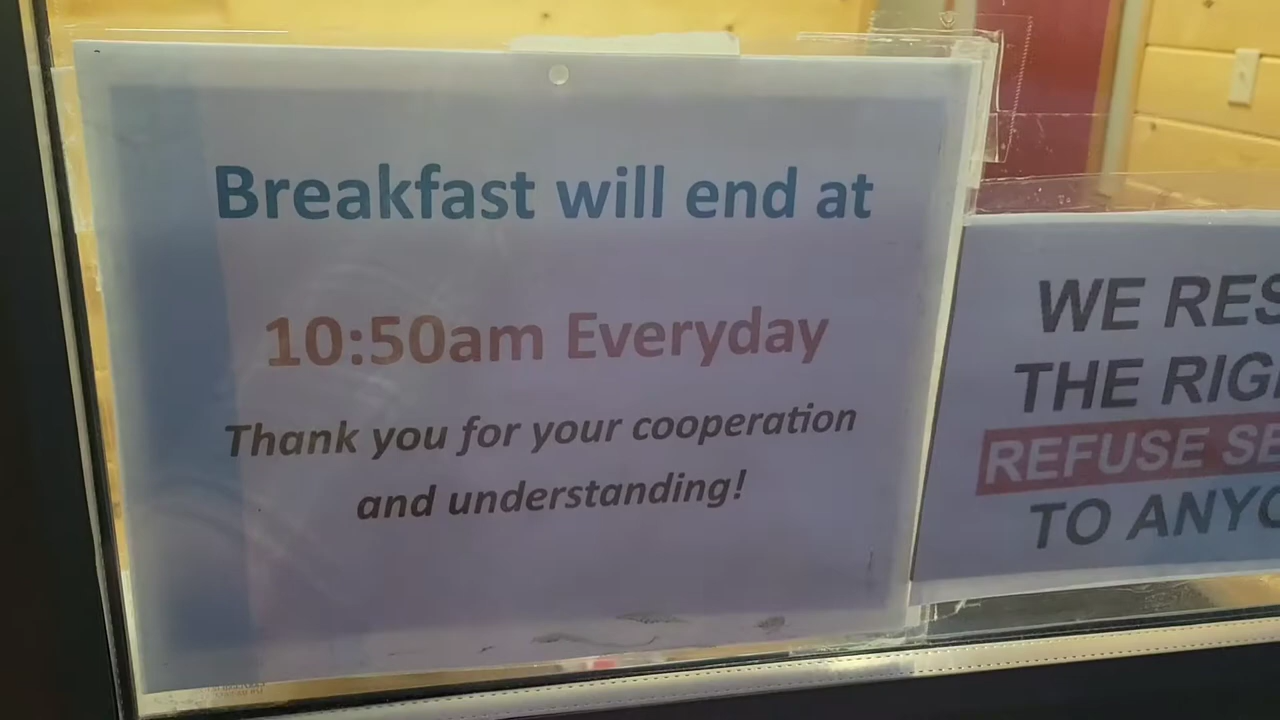 Breakfast will end at
10:50am Everyday
Thank you for your cooperation
and understanding!
WE RES
THE RIG
REFUSE SE
TO ANYO